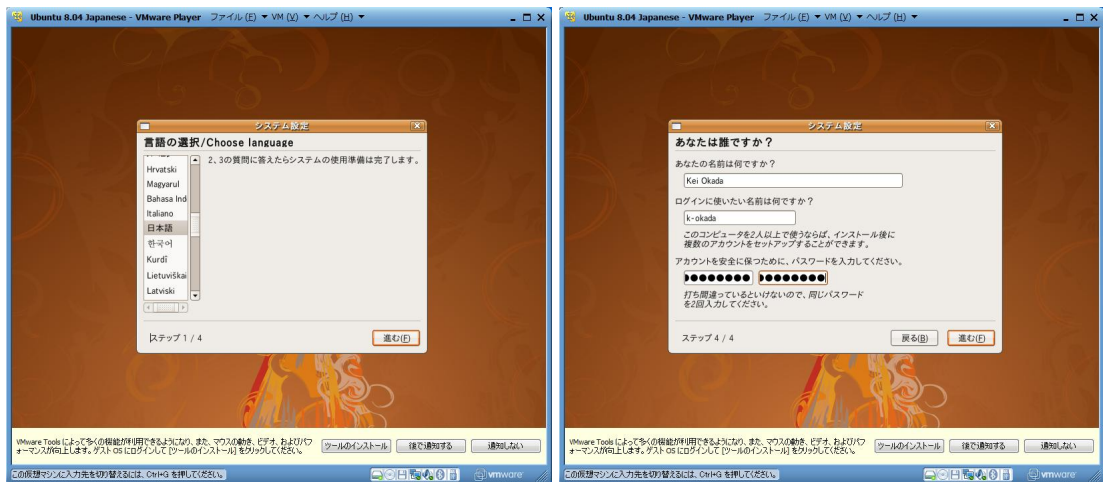 Ubuntu 8.04 Japanese - VMware Player ファイル(E) ▼ VM (V) ▼ ヘルプ(H) ▼
システム設定
言語の選択/Choose language
Hrvatski
Magyarul
Bahasa Ind
Italiano
日本語
한국어
Kurdî
Lietuviškai
Latviski
2、3の質問に答えたらシステムの使用準備は完了します。
ステップ 1 / 4
進む(F)
VMware Tools によって多くの機能が利用できるようになり、また、マウスの動き、ビデオ、およびパフ
ォーマンスが向上します。ゲスト OS にログインして [ツールのインストール] をクリックしてください。
ツールのインストール
後で通知する
通知しない
この仮想マシンに入力先を切り替えるには、Ctrl+G を押してください。
vmware
Ubuntu 8.04 Japanese - VMware Player ファイル(E) ▼ VM (V) ▼ ヘルプ(H) ▼
システム設定
あなたは誰ですか？
あなたの名前は何ですか？
Kei Okada
ログインに使いたい名前は何ですか？
k-okada
このコンピュータを2人以上で使うならば、インストール後に
複数のアカウントをセットアップすることができます。
アカウントを安全に保つために、パスワードを入力してください。
打ち間違っているといけないので、同じパスワード
を2回入力してください。
ステップ 4 / 4
戻る(B)
進む(F)
VMware Tools によって多くの機能が利用できるようになり、また、マウスの動き、ビデオ、およびパフ
ォーマンスが向上します。ゲスト OS にログインして [ツールのインストール] をクリックしてください。
ツールのインストール
後で通知する
通知しない
この仮想マシンに入力先を切り替えるには、Ctrl+G を押してください。
vmware